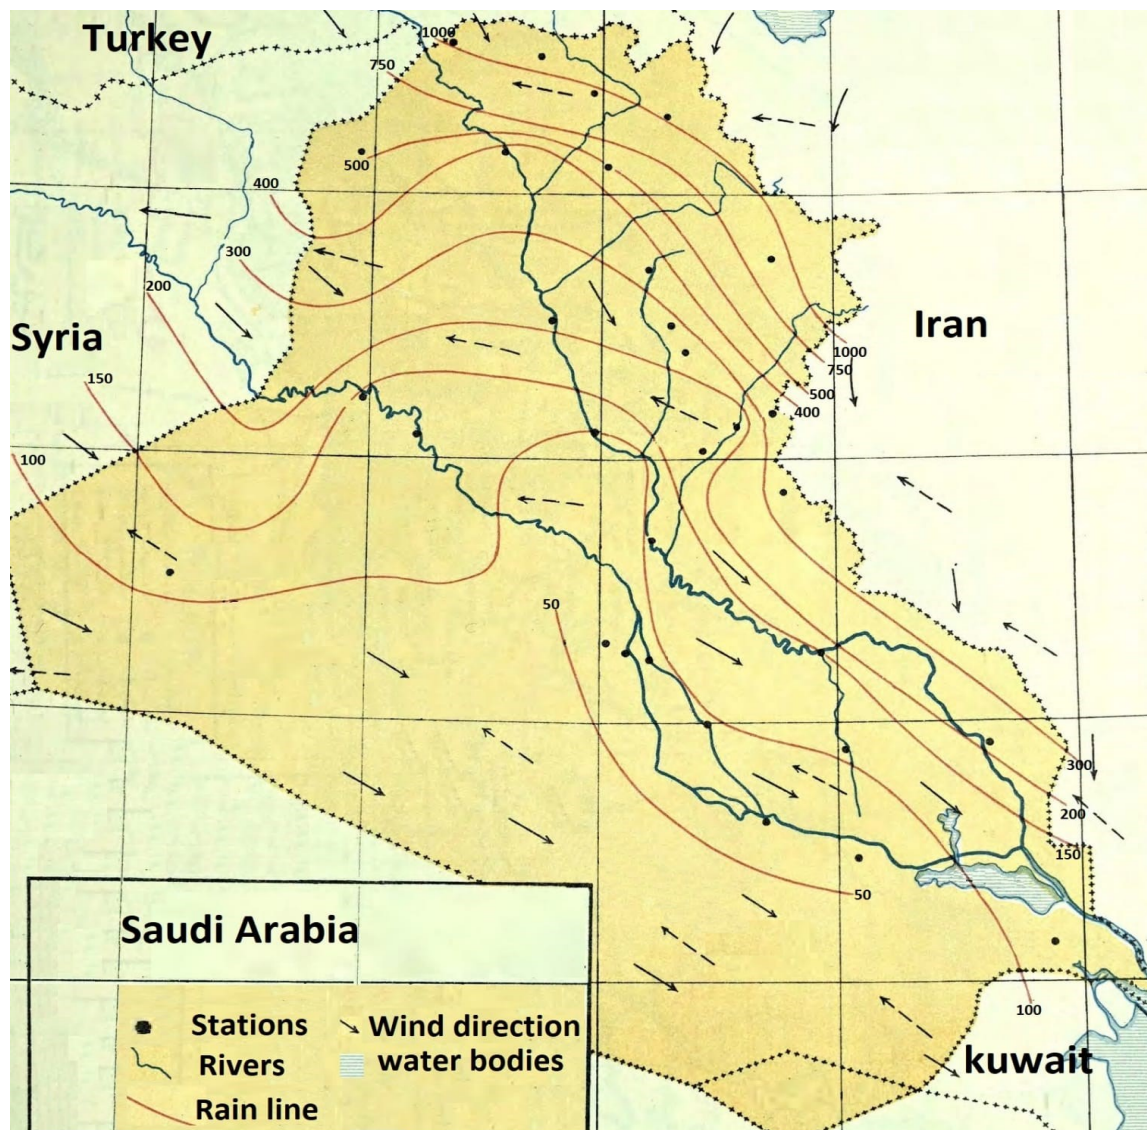 Turkey
1000
750
500
400
300
200
Syria
Iran
1000
750
500
400
150
100
50
300
200
150
50
Saudi Arabia
100
kuwait
Stations
Wind direction
Rivers
water bodies
Rain line